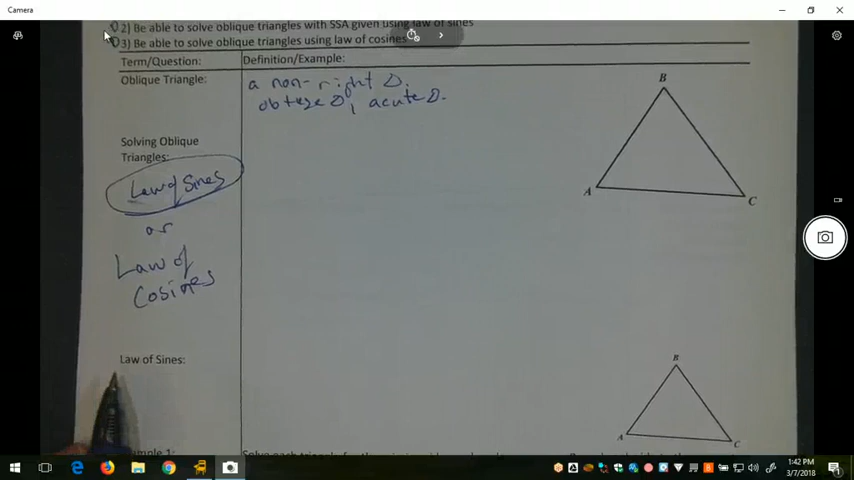 Camera
2) Be able to solve oblique triangles with SSA given using law of sines
3) Be able to solve oblique triangles using law of cosines
Term/Question: Definition/Example:
Oblique Triangle: a non-right Δ.
obtuse Δ, acute Δ.
B
Solving Oblique
Triangles:
Law of Sines
A
C
or
Law of
Cosines
Law of Sines:
B
A
C
1:42 PM
3/7/2018